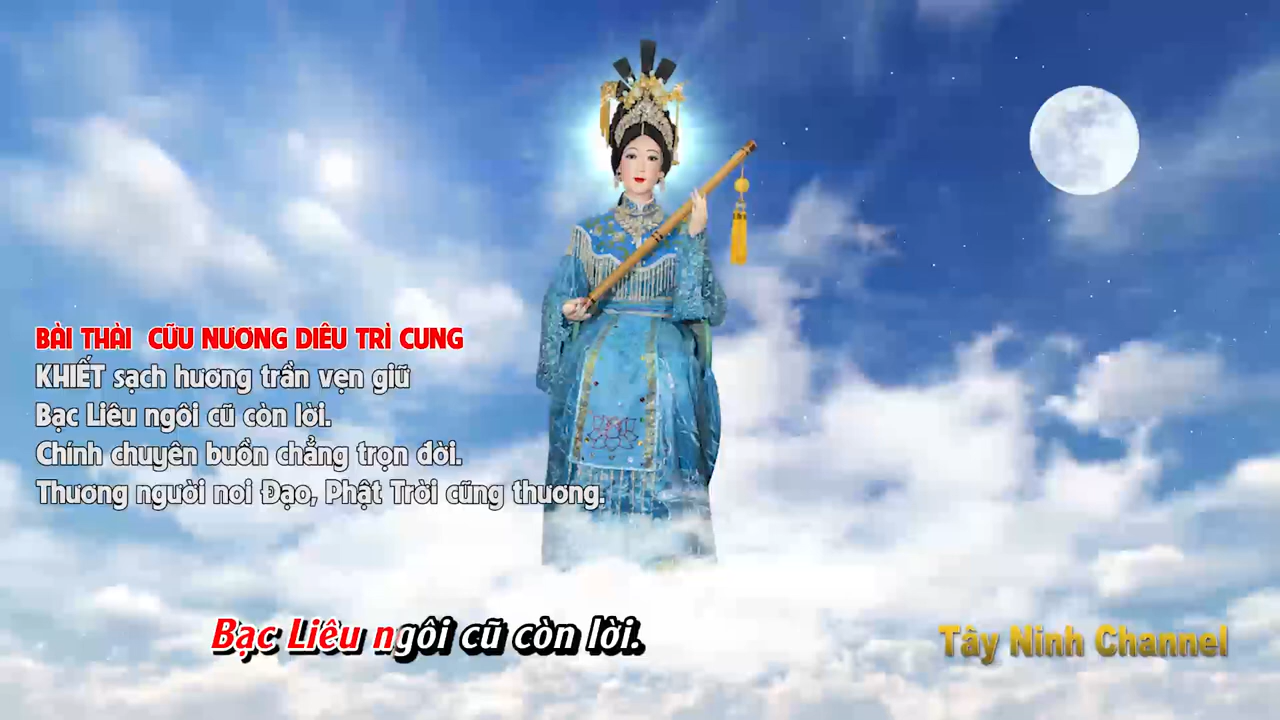 BÀI THÀI CỮU NƯƠNG DIÊU TRÌ CUNG
KHIẾT sạch hương trần vẹn giữ
Bạc Liêu ngôi cũ còn lời.
Chính chuyên buồn chẳng trọn đời.
Thương người noi Đạo, Phật Trời cũng thương.
Bạc Liêu ngôi cũ còn lời.
Tây Ninh Channel